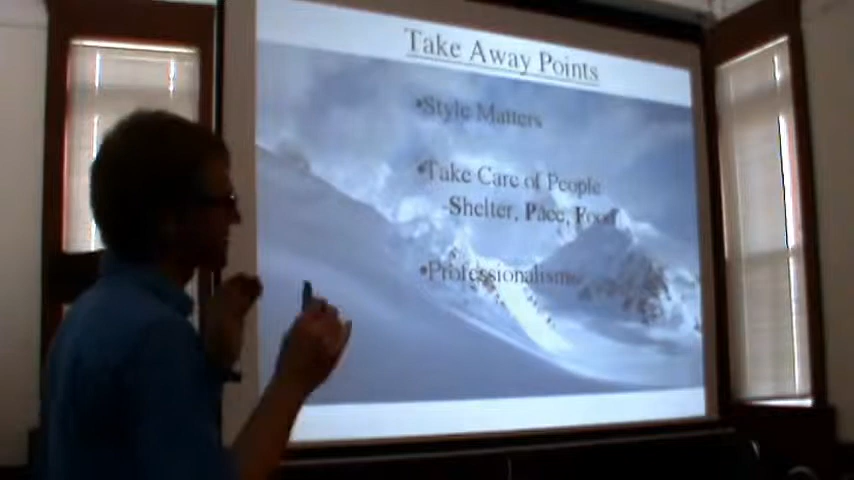 Take Away Points
•Style Matters
•Take Care of People
-Shelter, Pace, Food
•Professionalism